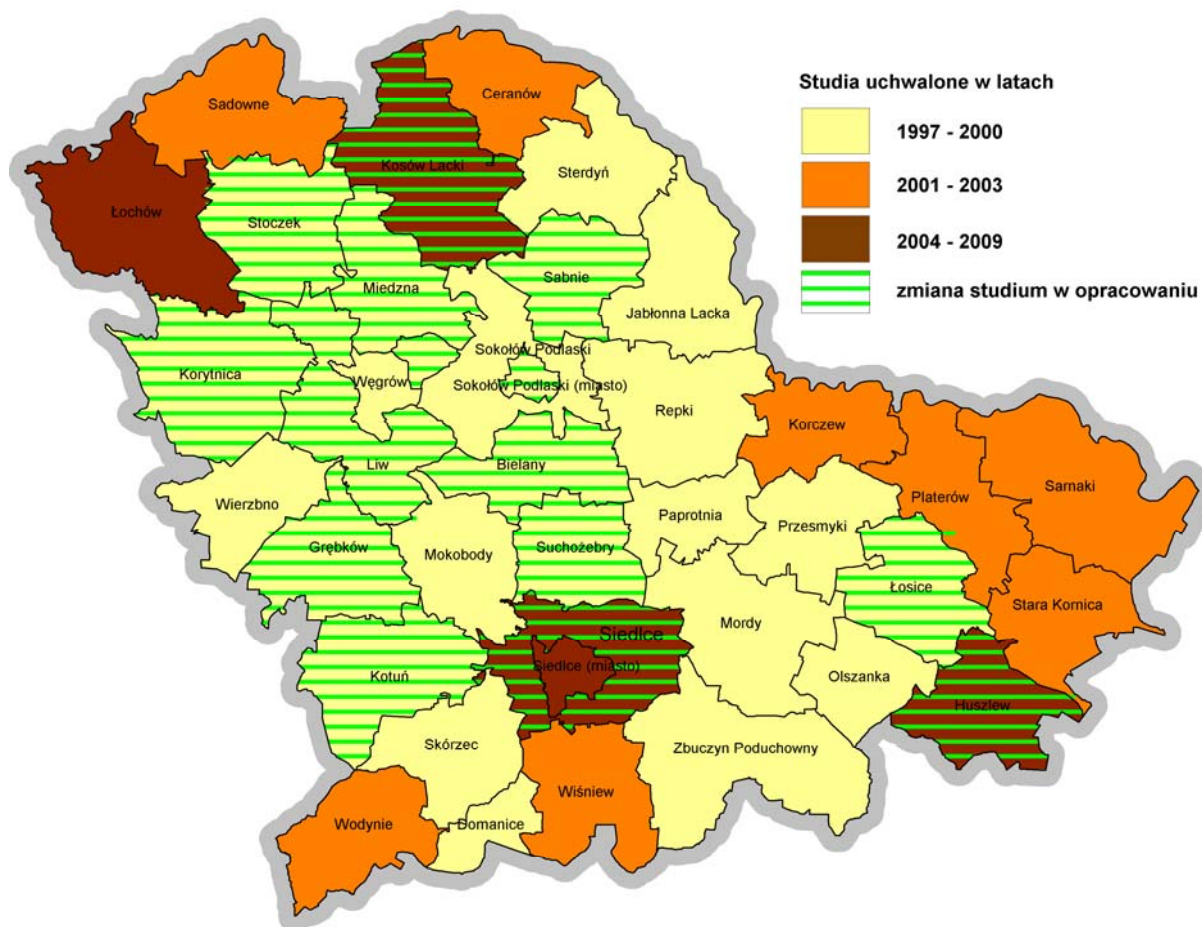 Studia uchwalone w latach
1997 - 2000
2001 - 2003
2004 - 2009
zmiana studium w opracowaniu
Ceranów
Sadowne
Kosów Lacki
Sterdyń
Łochów
Stoczek
Sabnie
Miedzna
Jabłonna Lacka
Sokołów Podlaski
Korytnica
Węgrów
Sokołów Podlaski (miasto)
Repki
Korczew
Liw
Bielany
Sarnaki
Platerów
Wierzbno
Paprotnia
Przesmyki
Grębków
Mokobody
Suchożebry
Łosice
Stara Kornica
Mordy
Siedlce
Siedlce (miasto)
Kotuń
Olszanka
Huszlew
Skórzec
Zbuczyn Poduchowny
Wiśniew
Wodynie
Domanice